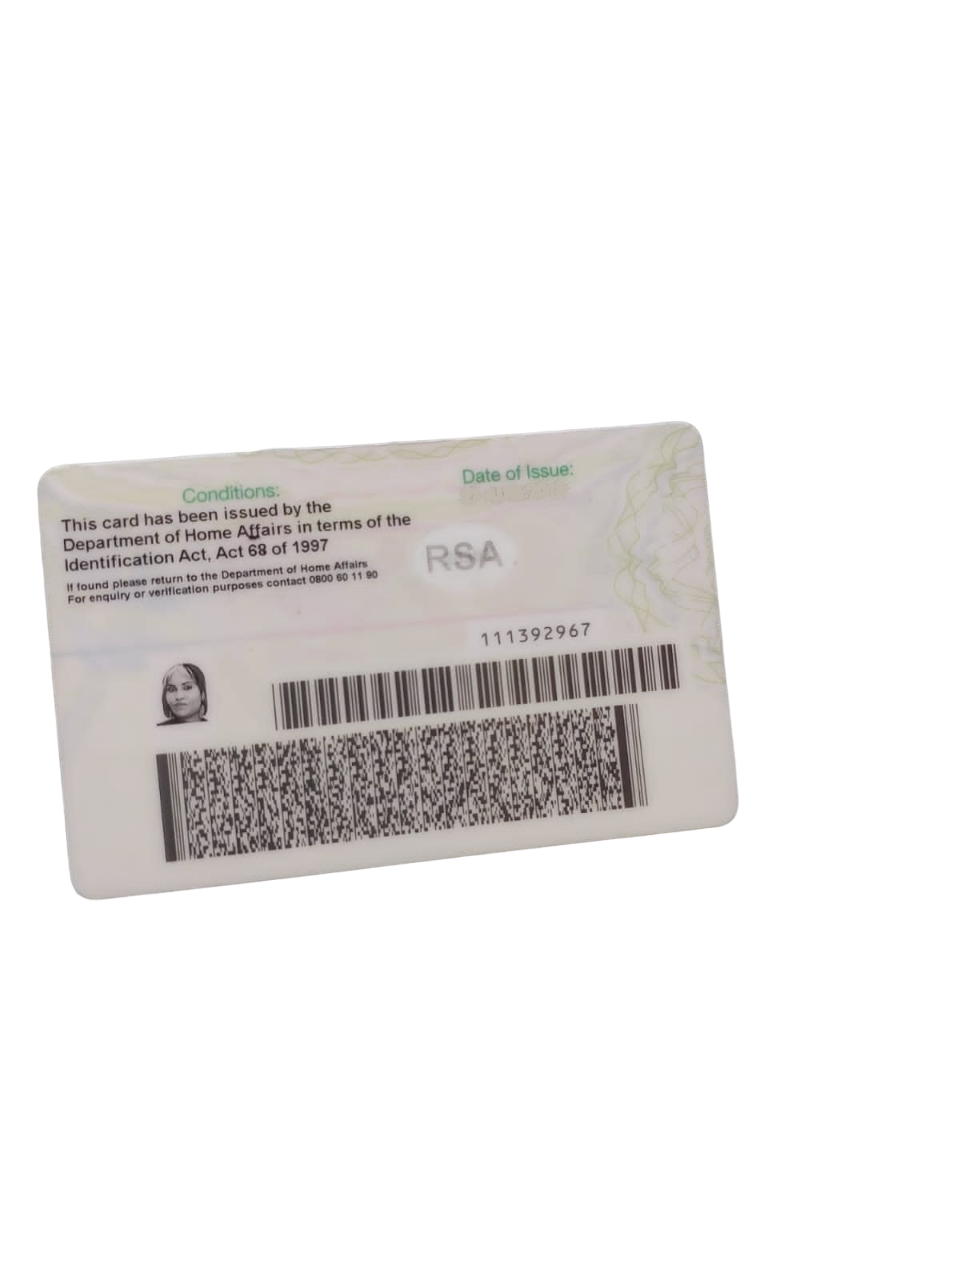 Conditions:
This card has been issued by the
Department of Home Affairs in terms of the
Identification Act, Act 68 of 1997
If found please return to the Department of Home Affairs
For enquiry or verification purposes contact 0800 60 11 90
Date of Issue:
RSA
111392967